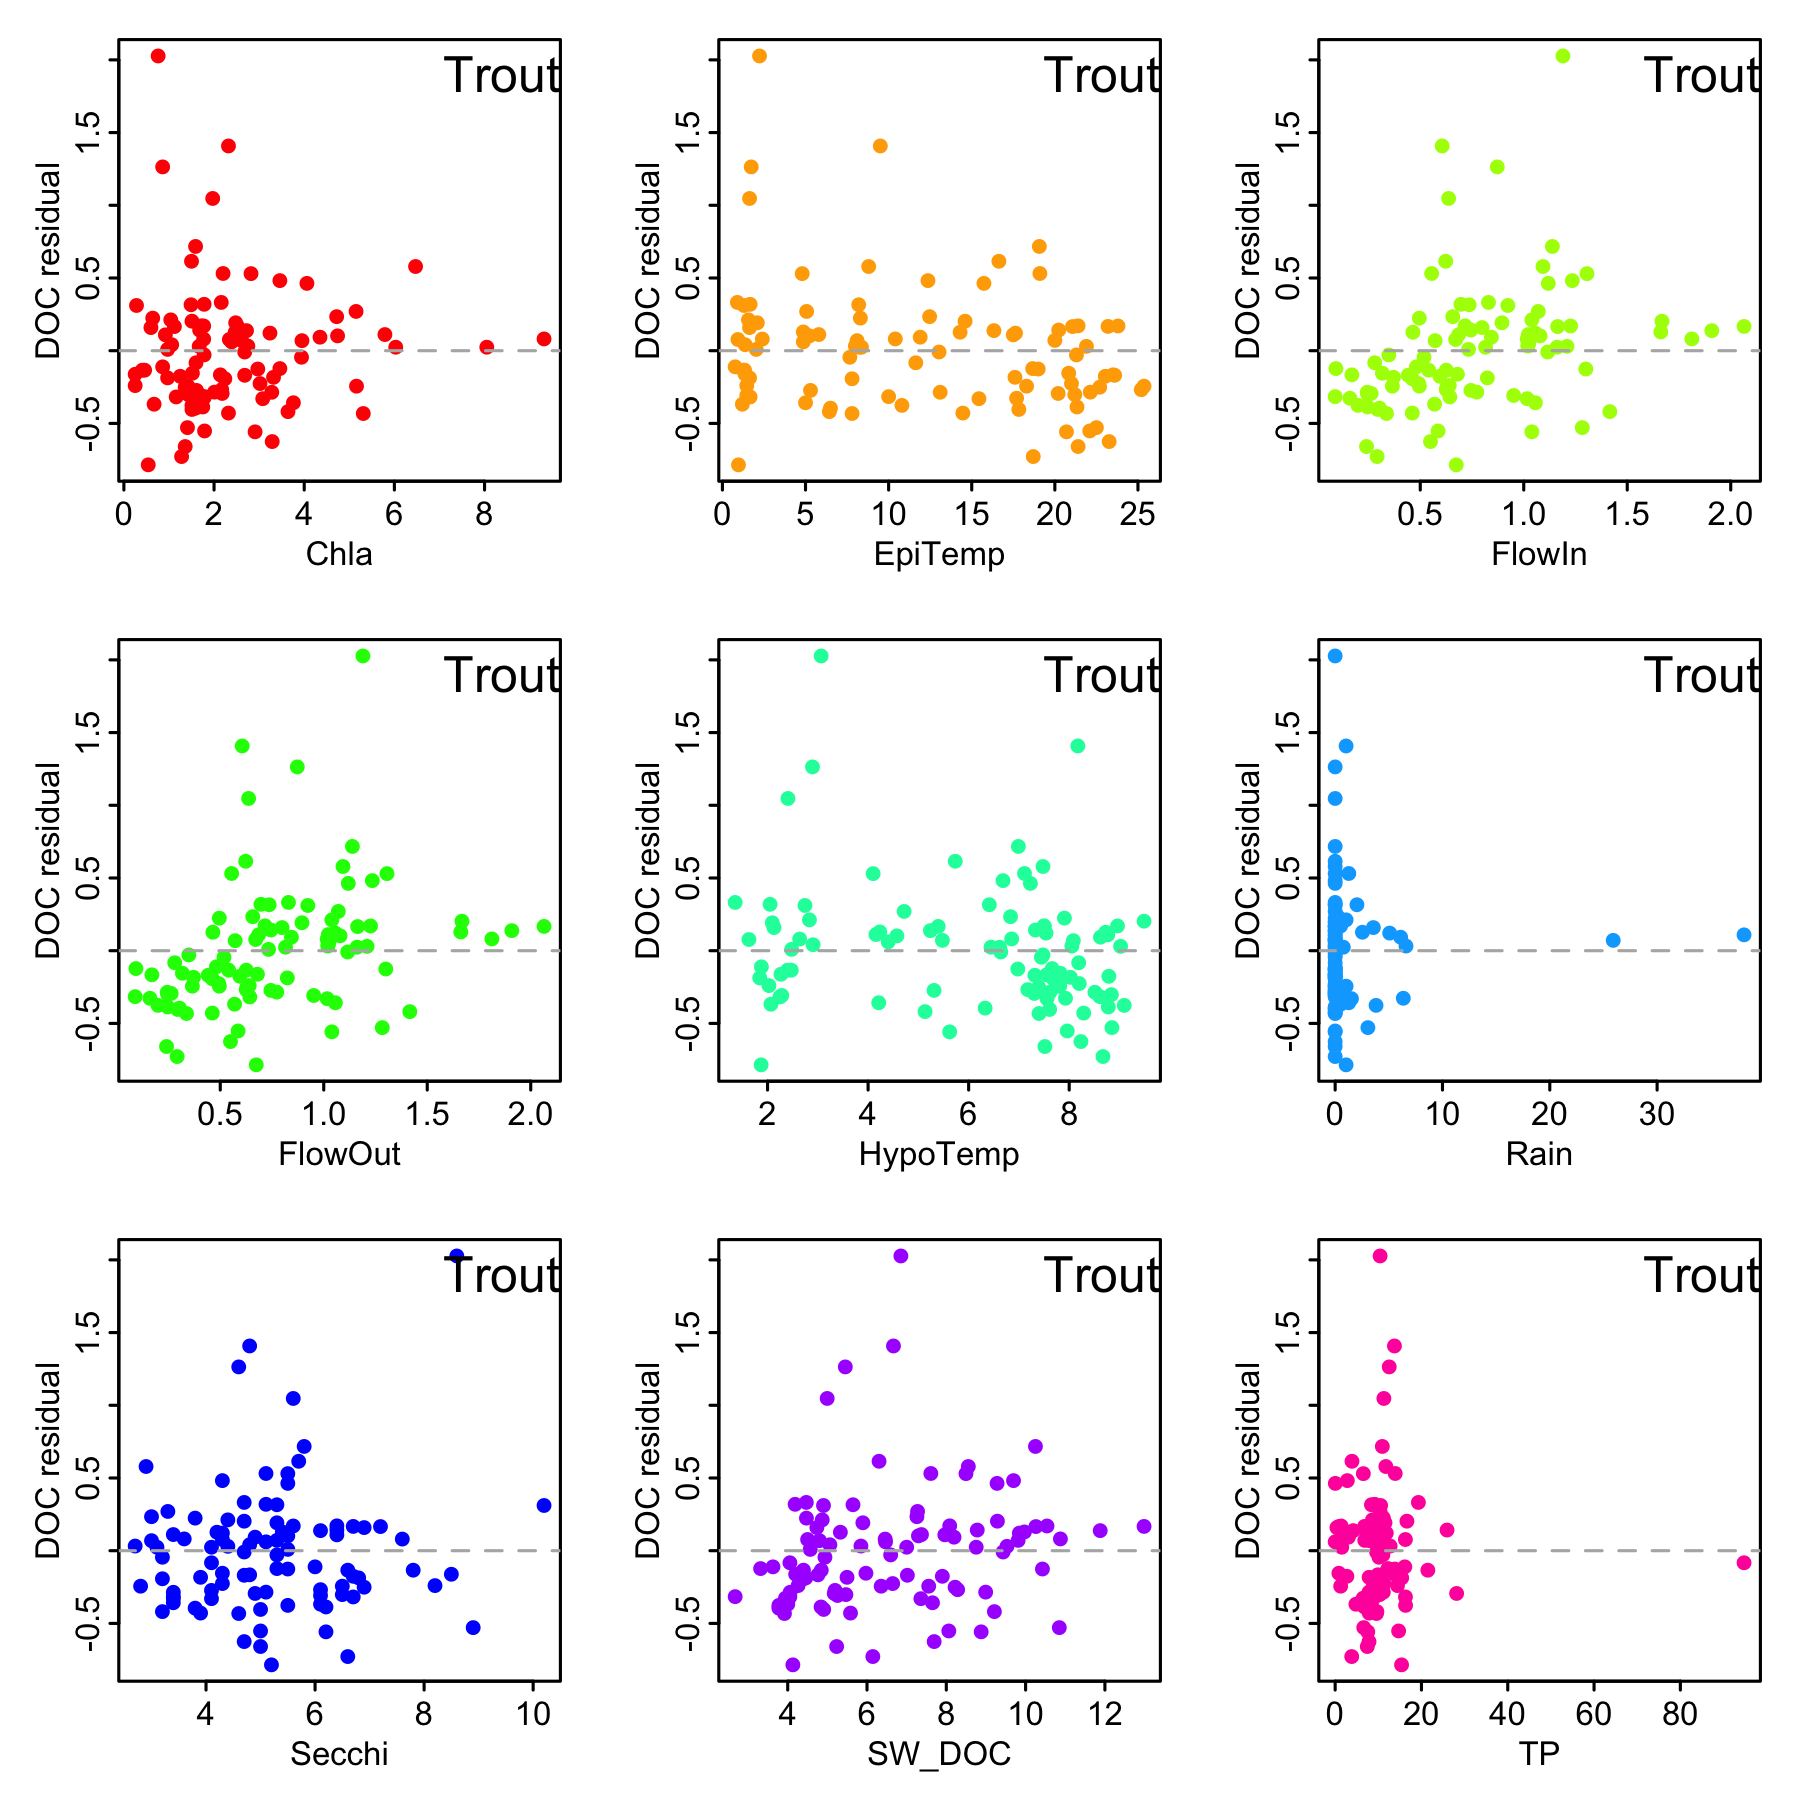 Trout
DOC residual
-0.5 0.5 1.5
0 2 4 6 8
Chla
Trout
DOC residual
-0.5 0.5 1.5
0 5 10 15 20 25
EpiTemp
Trout
DOC residual
-0.5 0.5 1.5
0.5 1.0 1.5 2.0
FlowIn
Trout
DOC residual
-0.5 0.5 1.5
0.5 1.0 1.5 2.0
FlowOut
Trout
DOC residual
-0.5 0.5 1.5
2 4 6 8
HypoTemp
Trout
DOC residual
-0.5 0.5 1.5
0 10 20 30
Rain
Trout
DOC residual
-0.5 0.5 1.5
4 6 8 10
Secchi
Trout
DOC residual
-0.5 0.5 1.5
4 6 8 10 12
SW_DOC
Trout
DOC residual
-0.5 0.5 1.5
0 20 40 60 80
TP